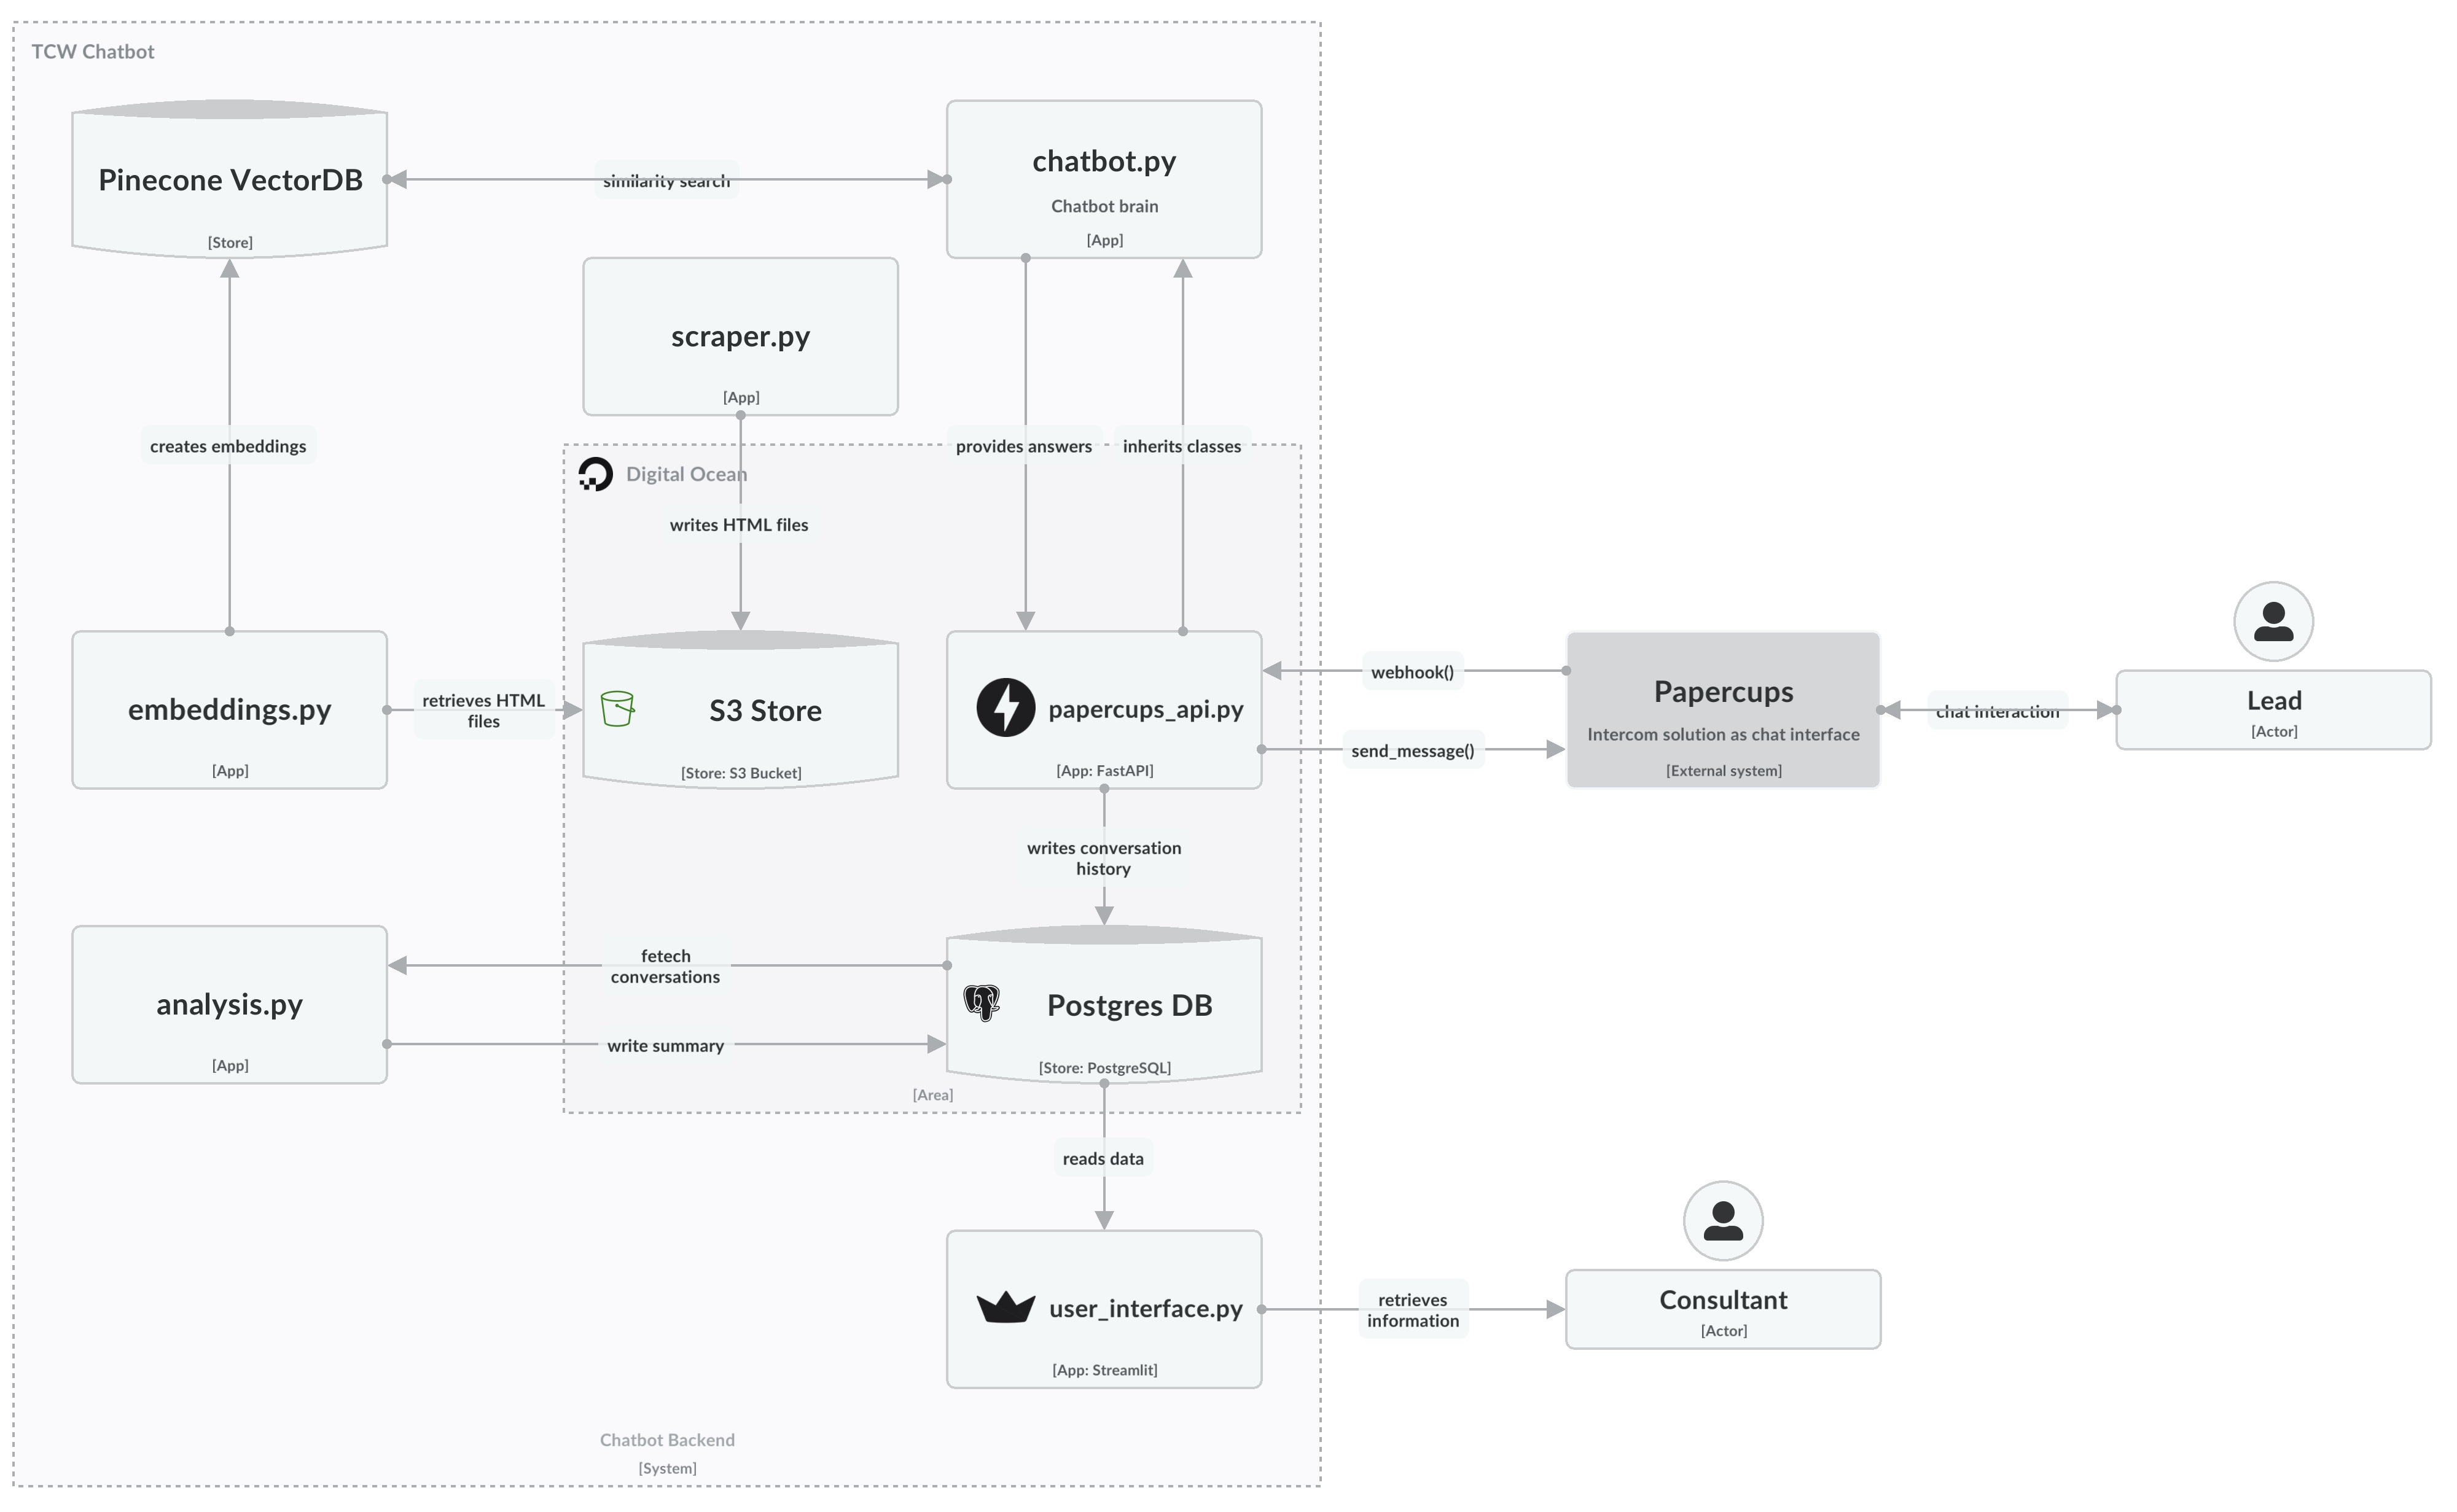 TCW Chatbot
Pinecone VectorDB
[Store]
similarity search
chatbot.py
Chatbot brain
[App]
scraper.py
[App]
creates embeddings
provides answers
inherits classes
Digital Ocean
writes HTML files
embeddings.py
[App]
retrieves HTML
files
S3 Store
[Store: S3 Bucket]
papercups_api.py
[App: FastAPI]
webhook()
send_message()
Papercups
Intercom solution as chat interface
[External system]
chat interaction
Lead
[Actor]
writes conversation
history
analysis.py
[App]
fetech
conversations
write summary
Postgres DB
[Store: PostgreSQL]
[Area]
reads data
user_interface.py
[App: Streamlit]
retrieves
information
Consultant
[Actor]
Chatbot Backend
[System]